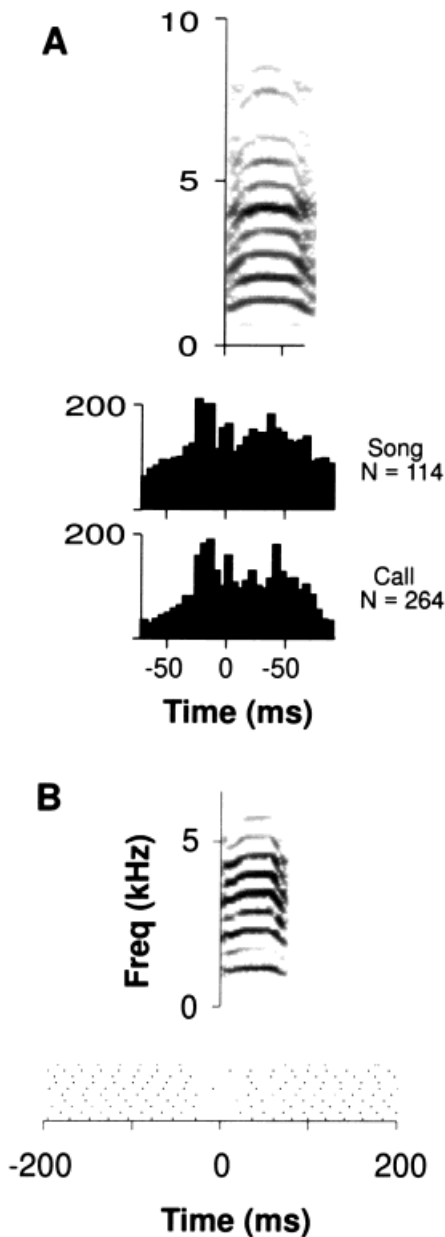 A
10
5
0
200
Song
N = 114
200
Call
N = 264
-50 0 -50
Time (ms)
B
Freq (kHz)
5
0
-200 0 200
Time (ms)